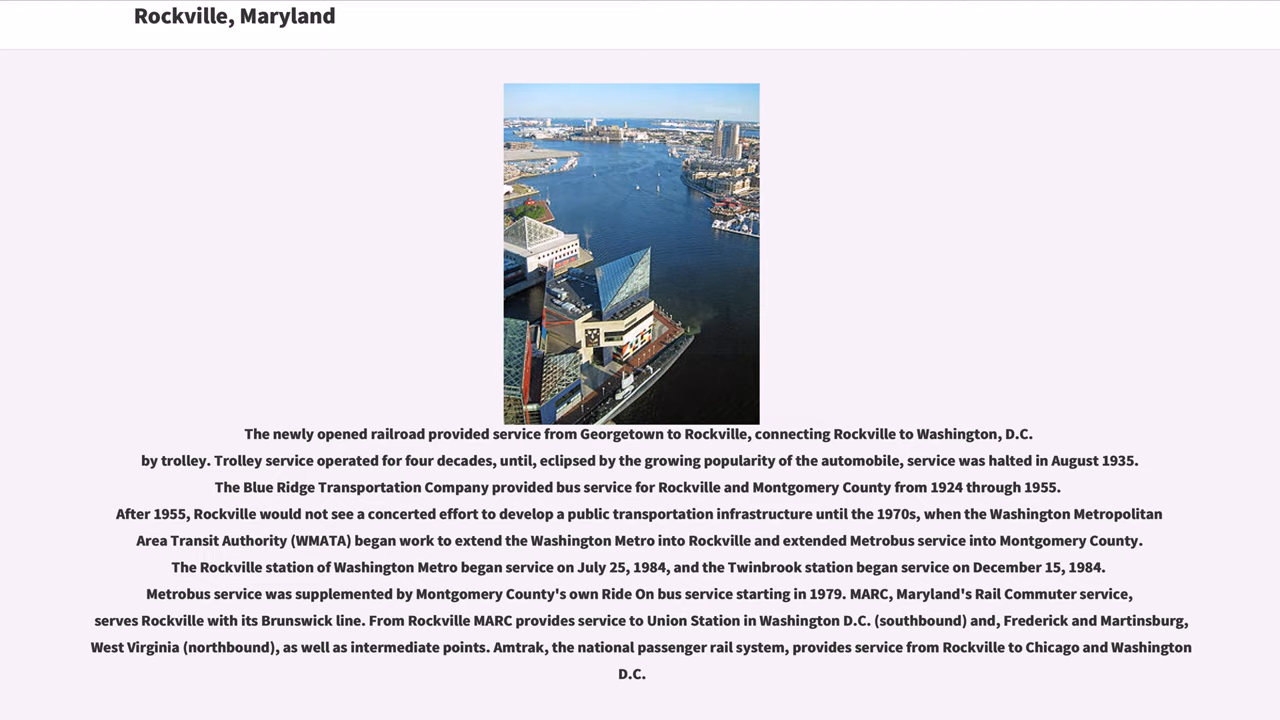 Rockville, Maryland
The newly opened railroad provided service from Georgetown to Rockville, connecting Rockville to Washington, D.C.
by trolley. Trolley service operated for four decades, until, eclipsed by the growing popularity of the automobile, service was halted in August 1935.
The Blue Ridge Transportation Company provided bus service for Rockville and Montgomery County from 1924 through 1955.
After 1955, Rockville would not see a concerted effort to develop a public transportation infrastructure until the 1970s, when the Washington Metropolitan
Area Transit Authority (WMATA) began work to extend the Washington Metro into Rockville and extended Metrobus service into Montgomery County.
The Rockville station of Washington Metro began service on July 25, 1984, and the Twinbrook station began service on December 15, 1984.
Metrobus service was supplemented by Montgomery County's own Ride On bus service starting in 1979. MARC, Maryland's Rail Commuter service,
serves Rockville with its Brunswick line. From Rockville MARC provides service to Union Station in Washington D.C. (southbound) and, Frederick and Martinsburg,
West Virginia (northbound), as well as intermediate points. Amtrak, the national passenger rail system, provides service from Rockville to Chicago and Washington
D.C.